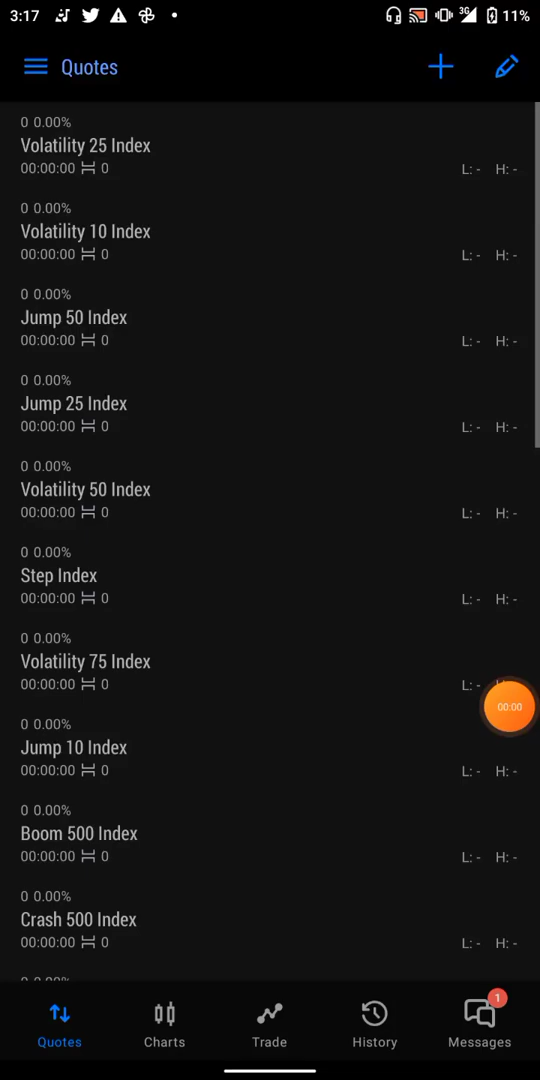 3:17 3G 11%
Quotes
0 0.00%
Volatility 25 Index
00:00:00 0 L: - H: -
0 0.00%
Volatility 10 Index
00:00:00 0 L: - H: -
0 0.00%
Jump 50 Index
00:00:00 0 L: - H: -
0 0.00%
Jump 25 Index
00:00:00 0 L: - H: -
0 0.00%
Volatility 50 Index
00:00:00 0 L: - H: -
0 0.00%
Step Index
00:00:00 0 L: - H: -
0 0.00%
Volatility 75 Index
00:00:00 0 L: -
00:00
0 0.00%
Jump 10 Index
00:00:00 0 L: - H: -
0 0.00%
Boom 500 Index
00:00:00 0 L: - H: -
0 0.00%
Crash 500 Index
00:00:00 0 L: - H: -
1
Quotes Charts Trade History Messages